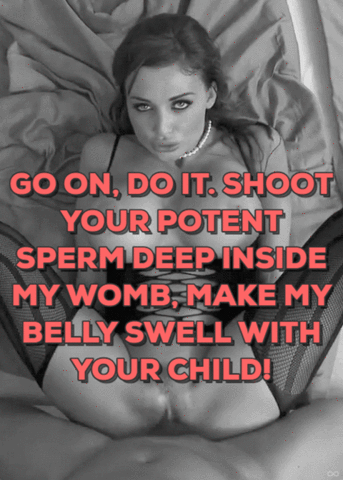 GO ON, DO IT. SHOOT
YOUR POTENT
SPERM DEEP INSIDE
MY WOMB, MAKE MY
BELLY SWELL WITH
YOUR CHILD!